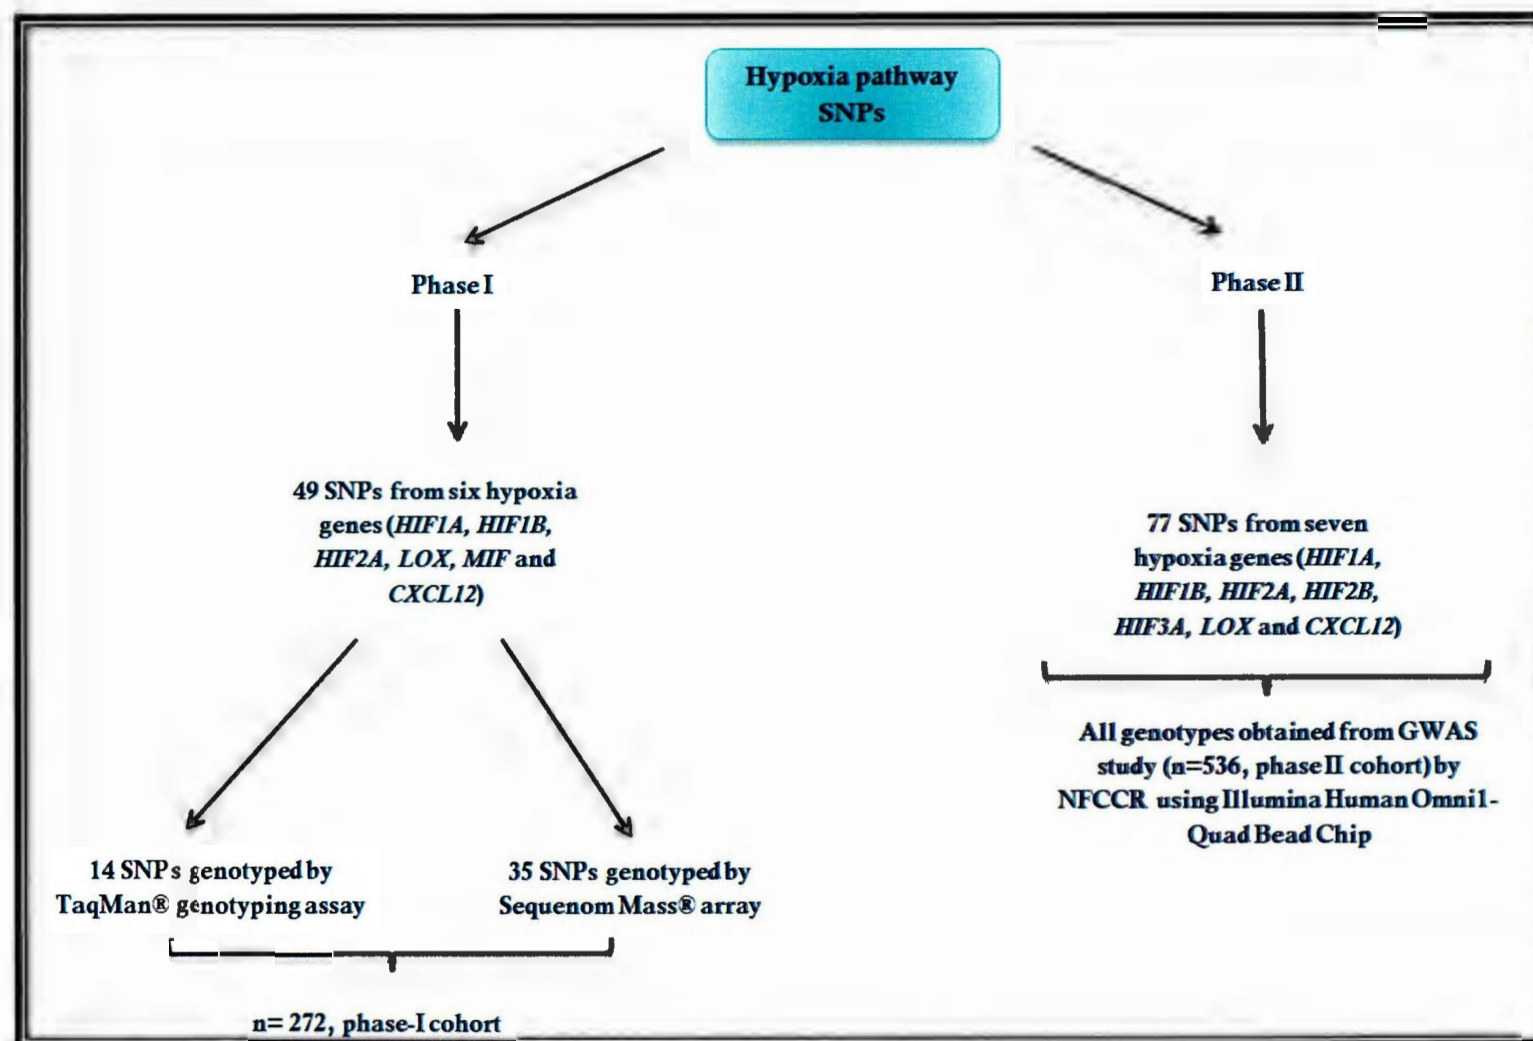 Hypoxia pathway
SNPs
Phase I
Phase II
49 SNPs from six hypoxia
genes (HIF1A, HIF1B,
HIF2A, LOX, MIF and
CXCL12)
77 SNPs from seven
hypoxia genes (HIF1A,
HIF1B, HIF2A, HIF2B,
HIF3A, LOX and CXCL12)
All genotypes obtained from GWAS
study (n=536, phase II cohort) by
NFCCR using Illumina Human Omni1-
Quad Bead Chip
14 SNPs genotyped by
TaqMan® genotyping assay
35 SNPs genotyped by
Sequenom Mass® array
n= 272, phase-I cohort